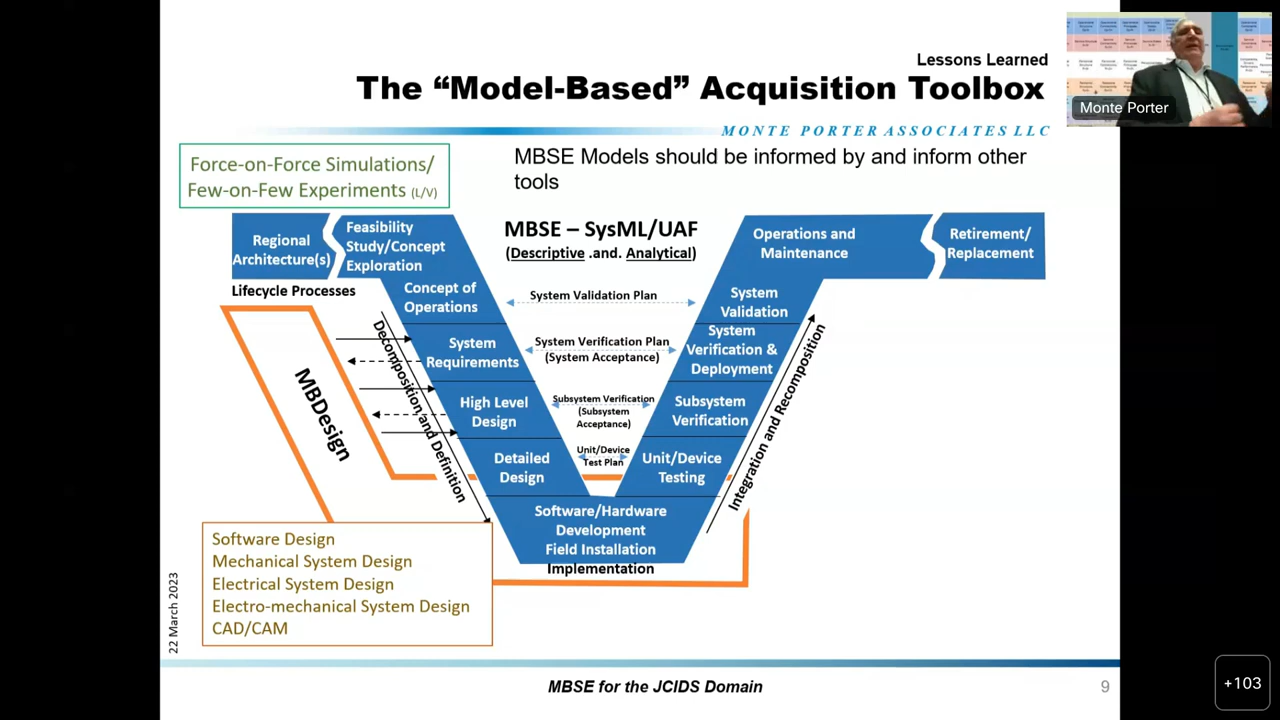 Lessons Learned
The “Model-Based” Acquisition Toolbox
MONTE PORTER ASSOCIATES LLC
Monte Porter
Force-on-Force Simulations/
Few-on-Few Experiments (L/V)
MBSE Models should be informed by and inform other
tools
Regional
Architecture(s)
Feasibility
Study/Concept
Exploration
MBSE – SysML/UAF
(Descriptive .and. Analytical)
Operations and
Maintenance
Retirement/
Replacement
Lifecycle Processes
Concept of
Operations
System Validation Plan
System
Validation
System
Requirements
System Verification Plan
(System Acceptance)
System
Verification &
Deployment
High Level
Design
Subsystem Verification
(Subsystem
Acceptance)
Subsystem
Verification
Detailed
Design
Unit/Device
Test Plan
Unit/Device
Testing
Software/Hardware
Development
Field Installation
Implementation
Decomposition and Definition
Integration and Recomposition
MBDesign
Software Design
Mechanical System Design
Electrical System Design
Electro-mechanical System Design
CAD/CAM
22 March 2023
MBSE for the JCIDS Domain
9
+103